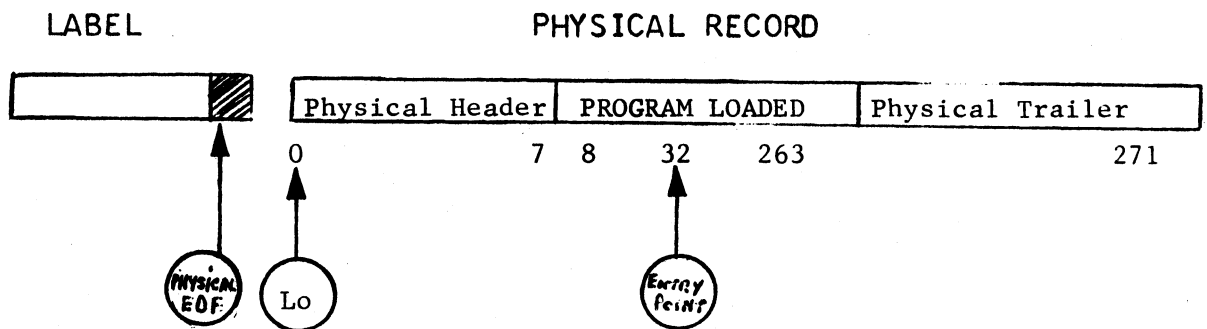 LABEL PHYSICAL RECORD
Physical Header PROGRAM LOADED Physical Trailer
0 7 8 32 263 271
PHYSICAL
EOF
Lo
Entry
Point